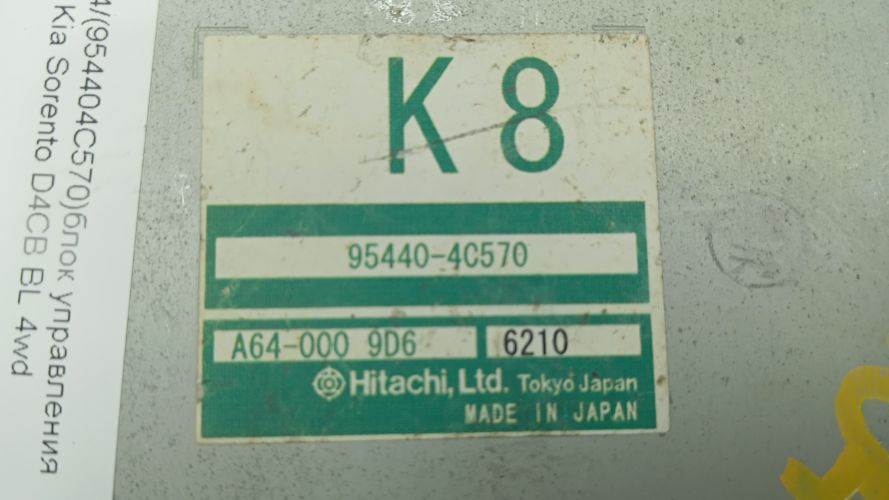 4/(954404C570)блок управления
Kia Sorento D4CB BL 4wd
K8
95440-4C570
A64-000 9D6
6210
Hitachi, Ltd. Tokyo Japan
MADE IN JAPAN